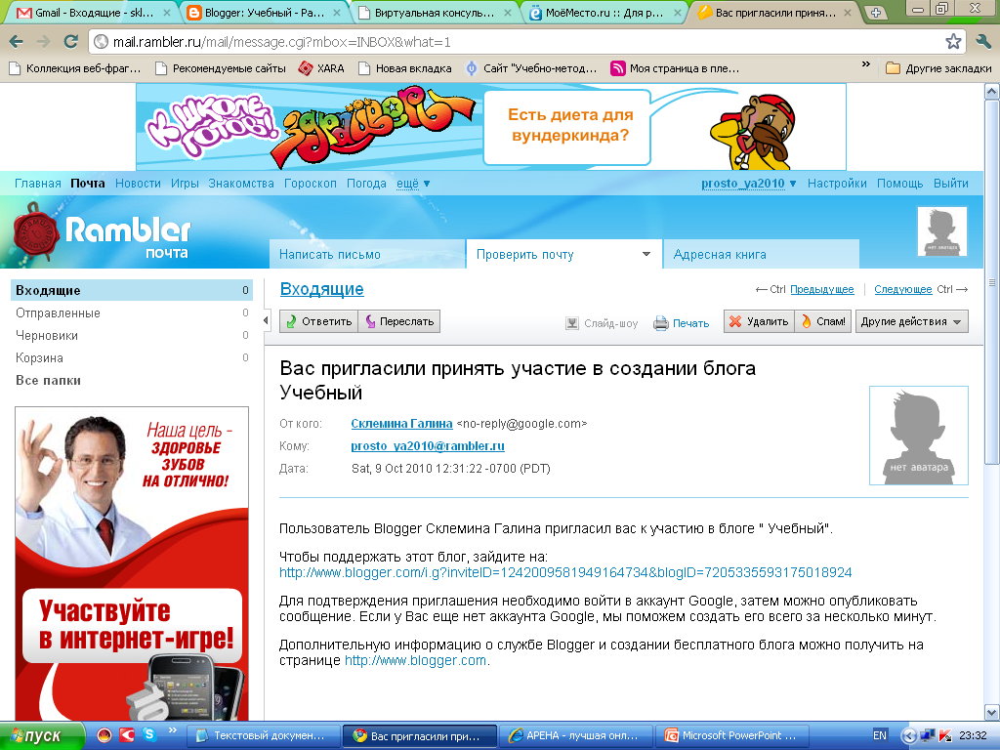 Gmail - Входящие - skl...
Blogger: Учебный - Ра...
Виртуальная консуль...
МоёМесто.ru :: Для р...
Вас пригласили приня...
mail.rambler.ru/mail/message.cgi?mbox=INBOX&what=1
Коллекция веб-фраг...
Рекомендуемые сайты
XARA
Новая вкладка
Сайт "Учебно-метод...
Моя страница в пле...
»
Другие закладки
К ШКОЛЕ ГОТОВ!
ЗДРАЙВЕРЬ
Есть диета для
вундеркинда?
Главная Почта Новости Игры Знакомства Гороскоп Погода ещё ▼
prosto_ya2010 ▼ Настройки Помощь Выйти
Rambler
почта
нет аватара
Написать письмо
Проверить почту
Адресная книга
Входящие 0
Отправленные 0
Черновики 0
Корзина 0
Все папки
Входящие
← Ctrl Предыдущее | Следующее Ctrl →
Ответить
Переслать
Слайд-шоу
Печать
Удалить
Спам!
Другие действия
Вас пригласили принять участие в создании блога
Учебный
От кого: Склемина Галина <no-reply@google.com>
Кому: prosto_ya2010@rambler.ru
Дата: Sat, 9 Oct 2010 12:31:22 -0700 (PDT)
нет аватара
Пользователь Blogger Склемина Галина пригласил вас к участию в блоге " Учебный".
Чтобы поддержать этот блог, зайдите на:
http://www.blogger.com/i.g?inviteID=1242009581949164734&blogID=7205335593175018924
Для подтверждения приглашения необходимо войти в аккаунт Google, затем можно опубликовать
сообщение. Если у Вас еще нет аккаунта Google, мы поможем создать его всего за несколько минут.
Дополнительную информацию о службе Blogger и создании бесплатного блога можно получить на
странице http://www.blogger.com.
Наша цель -
ЗДОРОВЬЕ
ЗУБОВ
НА ОТЛИЧНО!
Участвуйте
в интернет-игре!
пуск
»
Текстовый докумен...
Вас пригласили при...
АРЕНА - лучшая онл...
Microsoft PowerPoint ...
EN
23:32